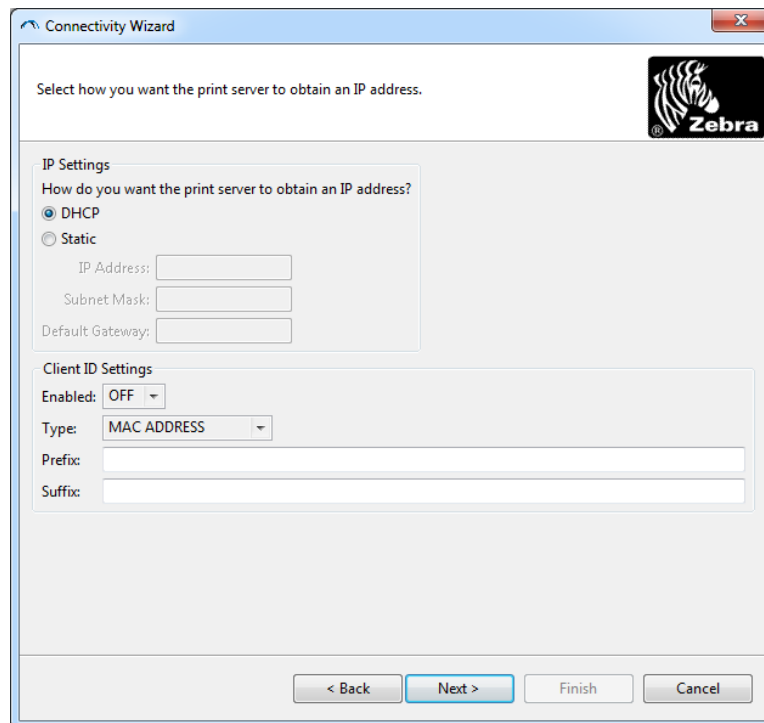 Connectivity Wizard
Select how you want the print server to obtain an IP address.
® Zebra
IP Settings
How do you want the print server to obtain an IP address?
DHCP
Static
IP Address:
Subnet Mask:
Default Gateway:
Client ID Settings
Enabled: OFF
Type: MAC ADDRESS
Prefix:
Suffix:
< Back Next > Finish Cancel